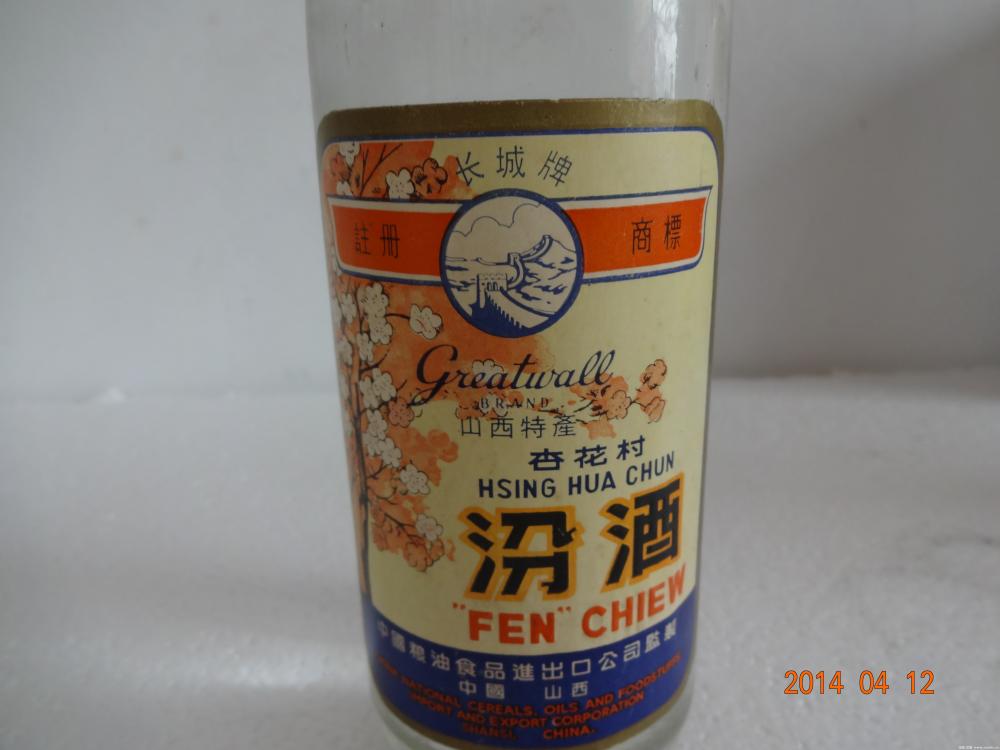 长城牌
註冊 商標
Greatwall
BRAND
山西特產
杏花村
HSING HUA CHUN
汾酒
"FEN" CHIEW
中國粮油食品進出口公司監製
中國 山西
NATIONAL CEREALS, OILS AND FOODSTUFFS
IMPORT AND EXPORT CORPORATION
SHANSI, CHINA.
2014 04 12